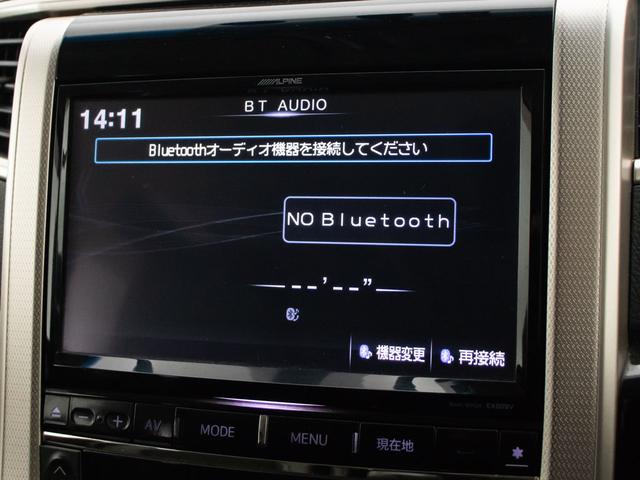 ALPINE
BT AUDIO
14:11
Bluetoothオーディオ機器を接続してください
NO Bluetooth
--'--"
機器変更 再接続
AV MODE MENU 現在地